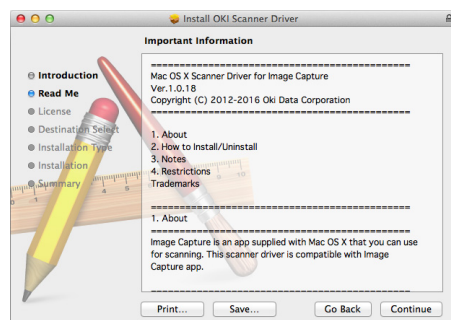 Install OKI Scanner Driver
Important Information
Introduction
Read Me
License
Destination Select
Installation Type
Installation
Summary
==============================================
Mac OS X Scanner Driver for Image Capture
Ver.1.0.18
Copyright (C) 2012-2016 Oki Data Corporation
==============================================
1. About
2. How to Install/Uninstall
3. Notes
4. Restrictions
Trademarks
==============================================
1. About
==============================================
Image Capture is an app supplied with Mac OS X that you can use
for scanning. This scanner driver is compatible with Image
Capture app.
==============================================
Print... Save... Go Back Continue